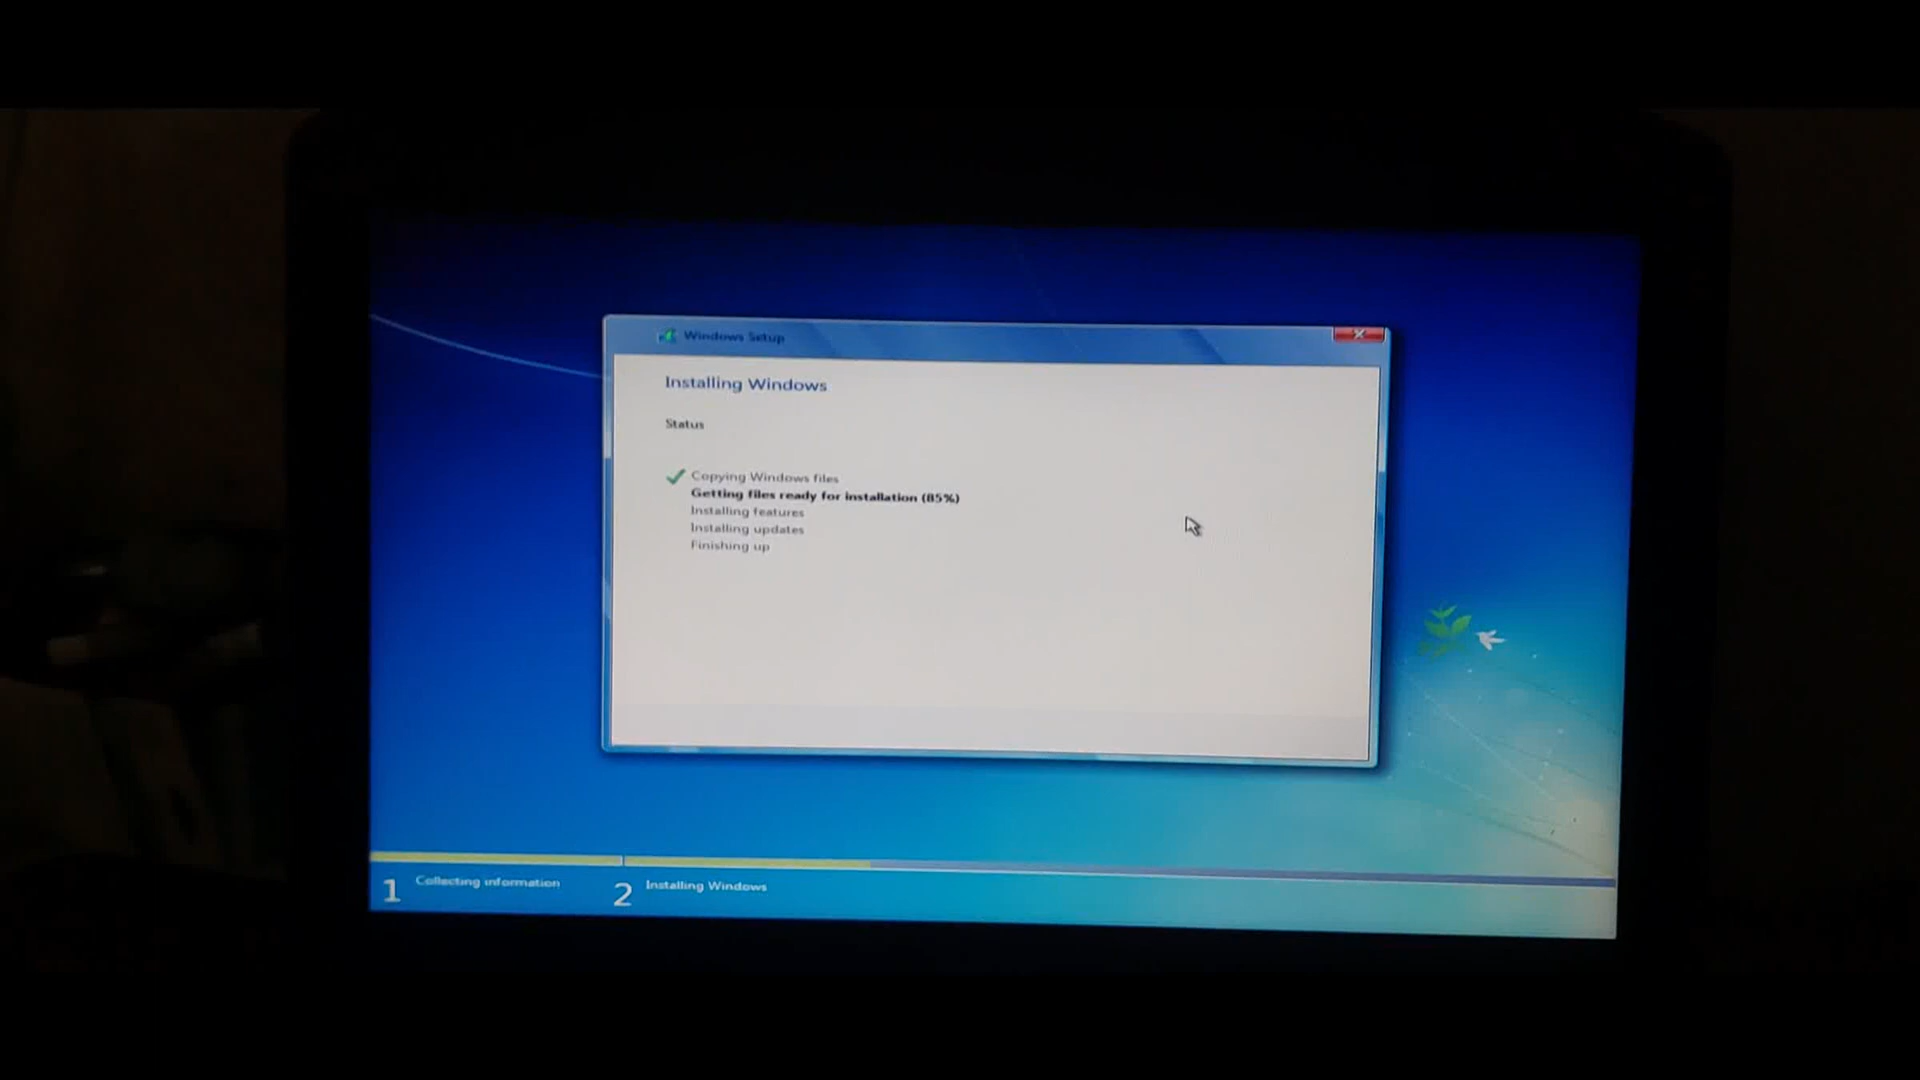 Windows Setup
Installing Windows
Status
Copying Windows files
Getting files ready for installation (85%)
Installing features
Installing updates
Finishing up
1 Collecting information
2 Installing Windows